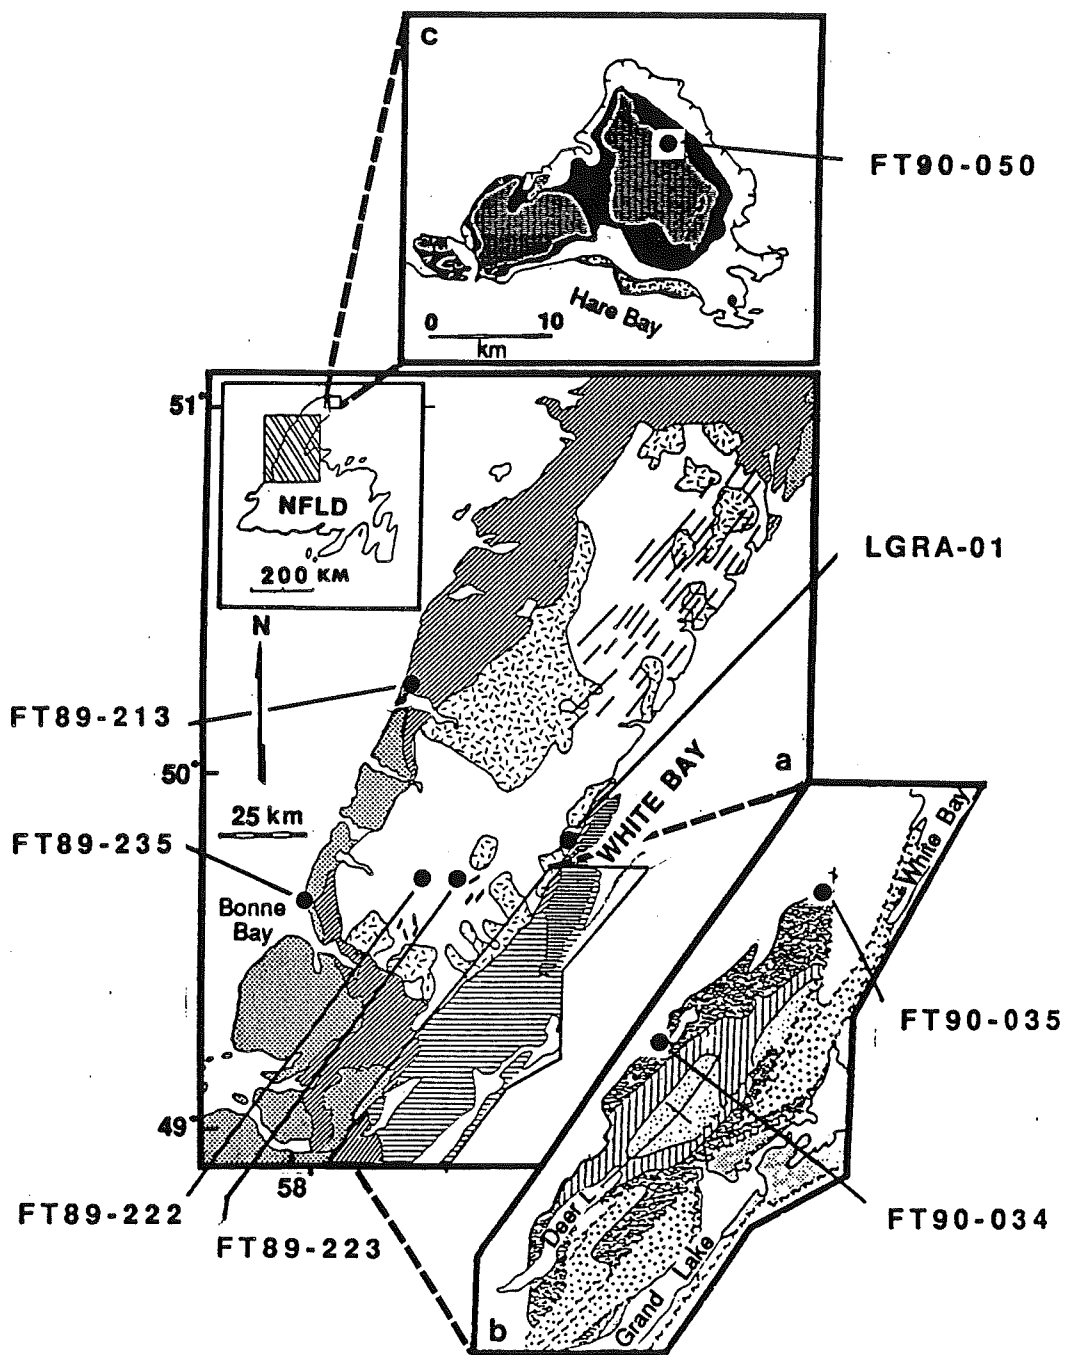 c
FT90-050
Hare Bay
0 10
km
51°
NFLD
200 KM
N
LGRA-01
FT89-213
50°
a
WHITE BAY
25 km
FT89-235
White Bay
Bonne
Bay
FT90-035
49°
58
FT89-222
FT89-223
Deer L.
FT90-034
Grand Lake
b